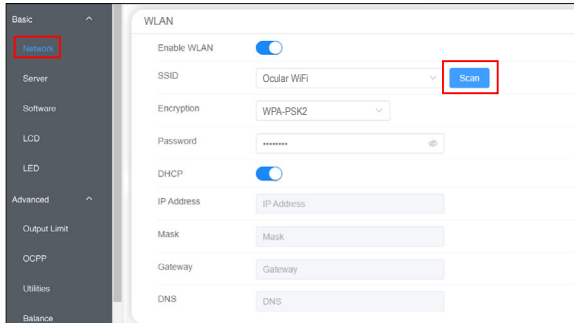 Basic
Network
Server
Software
LCD
LED
Advanced
Output Limit
OCPP
Utilities
Balance
WLAN
Enable WLAN
SSID Ocular WiFi Scan
Encryption WPA-PSK2
Password ••••••••
DHCP
IP Address IP Address
Mask Mask
Gateway Gateway
DNS DNS